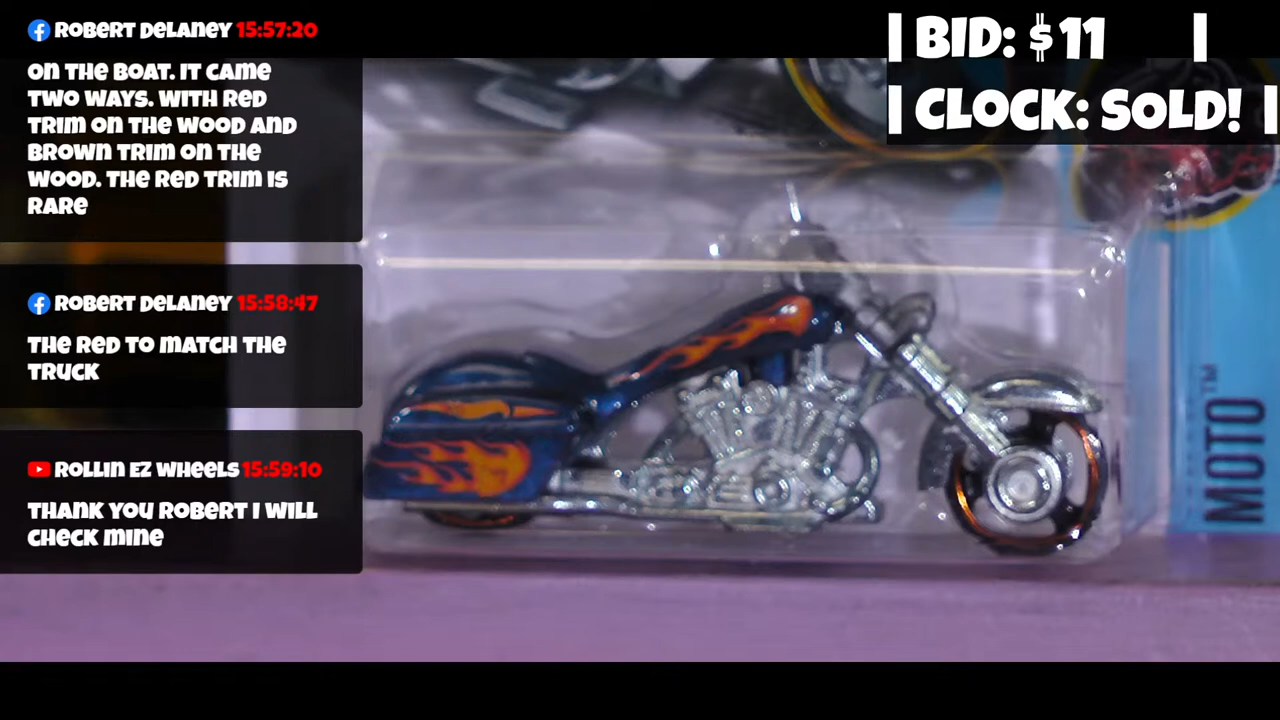 Robert Delaney 15:57:20
on the boat. It came
two ways. With red
trim on the wood and
brown trim on the
wood. The red trim is
rare
Robert Delaney 15:58:47
The red to match the
truck
Rollin EZ Wheels 15:59:10
Thank you Robert I will
check mine
| BID: $11 |
| CLOCK: SOLD! |
MOTO™